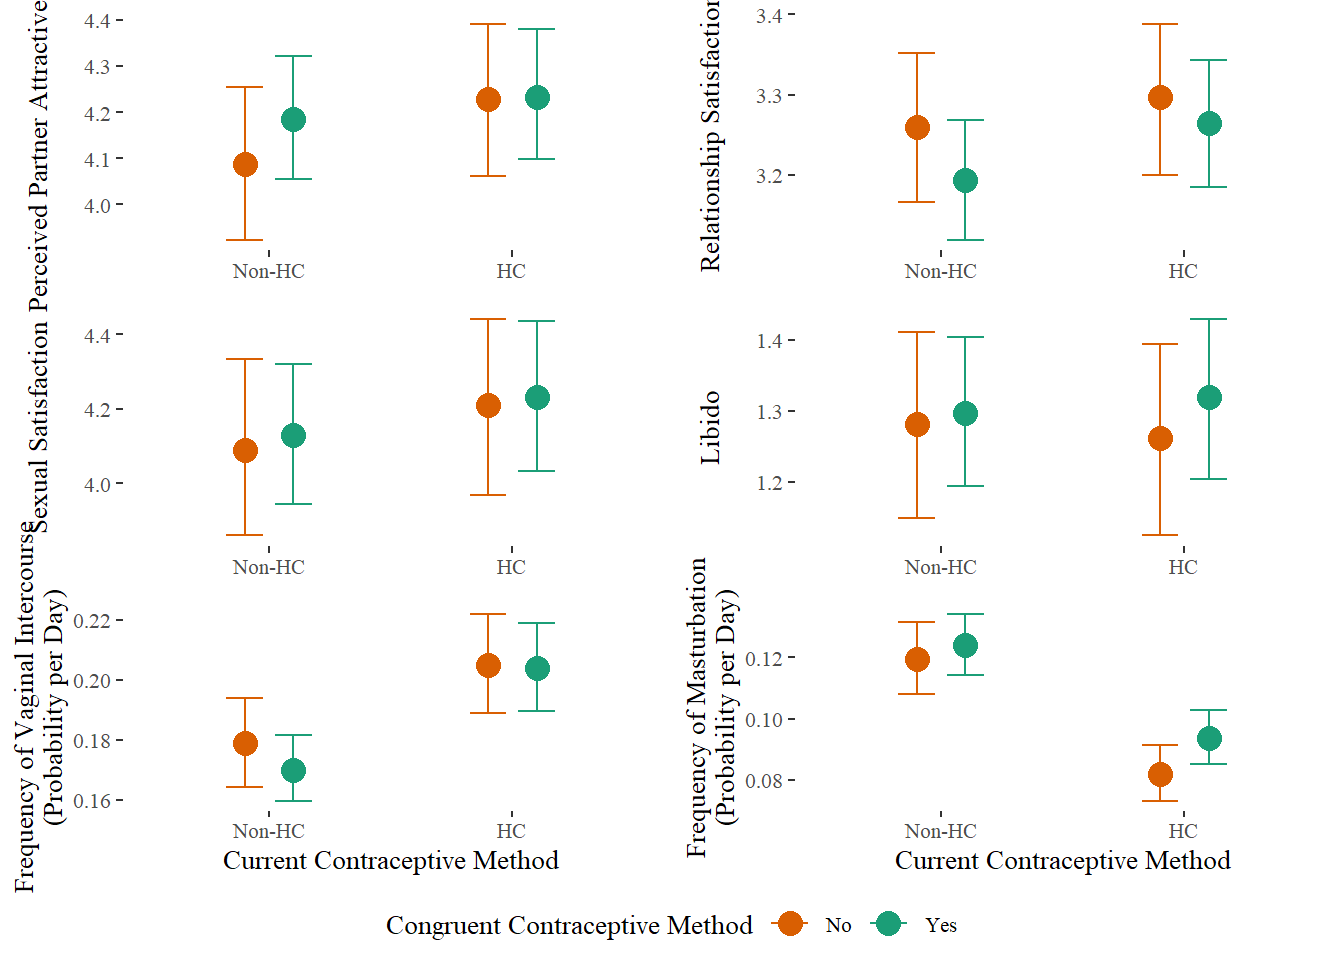 Perceived Partner Attractive
4.4
4.3
4.2
4.1
4.0
Non-HC
HC
Relationship Satisfaction
3.4
3.3
3.2
Non-HC
HC
Sexual Satisfaction
4.4
4.2
4.0
Non-HC
HC
Libido
1.4
1.3
1.2
Non-HC
HC
Frequency of Vaginal Intercourse
(Probability per Day)
0.22
0.20
0.18
0.16
Non-HC
HC
Current Contraceptive Method
Frequency of Masturbation
(Probability per Day)
0.12
0.10
0.08
Non-HC
HC
Current Contraceptive Method
Congruent Contraceptive Method
No
Yes